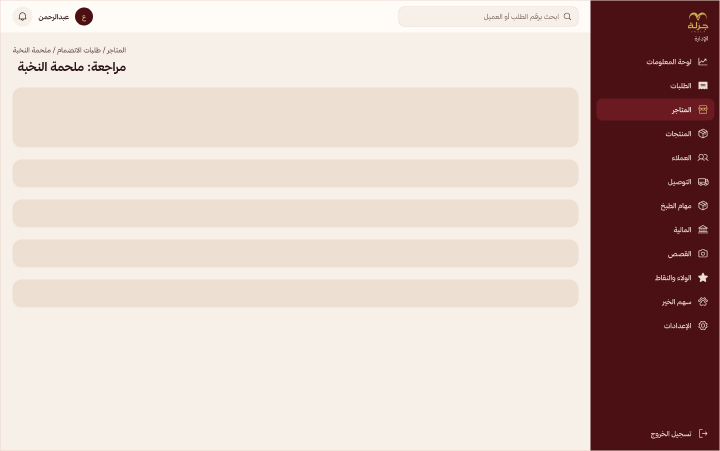 جزلة
الإدارة
لوحة المعلومات
الطلبات
المتاجر
المنتجات
العملاء
التوصيل
مهام الطبخ
المالية
القصص
الولاء والنقاط
سهم الخير
الإعدادات
تسجيل الخروج
ابحث برقم الطلب أو العميل
ع
عبدالرحمن
المتاجر / طلبات الانضمام / ملحمة النخبة
مراجعة: ملحمة النخبة